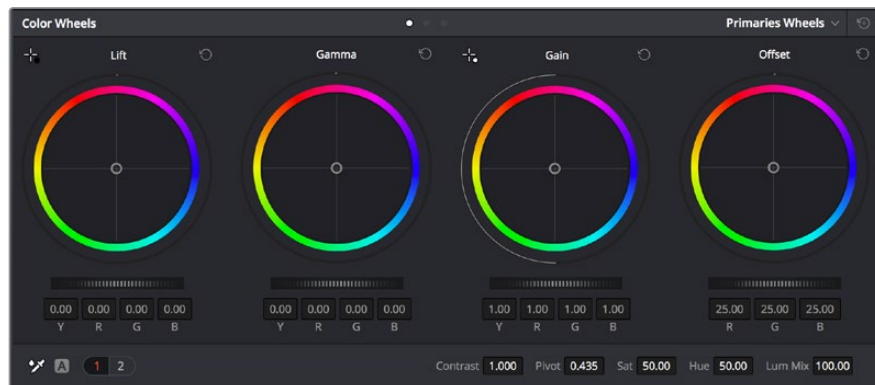 Color Wheels Primaries Wheels
Lift Gamma Gain Offset
0.00 0.00 0.00 0.00 0.00 0.00 0.00 0.00 1.00 1.00 1.00 1.00 25.00 25.00 25.00
Y R G B Y R G B Y R G B R G B
A 1 2 Contrast 1.000 Pivot 0.435 Sat 50.00 Hue 50.00 Lum Mix 100.00